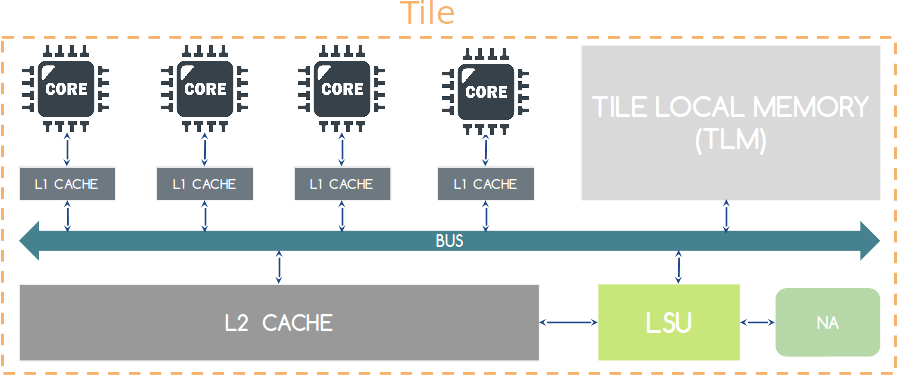 Tile
CORE
CORE
CORE
CORE
TILE LOCAL MEMORY
(TLM)
L1 CACHE
L1 CACHE
L1 CACHE
L1 CACHE
BUS
L2 CACHE
LSU
NA